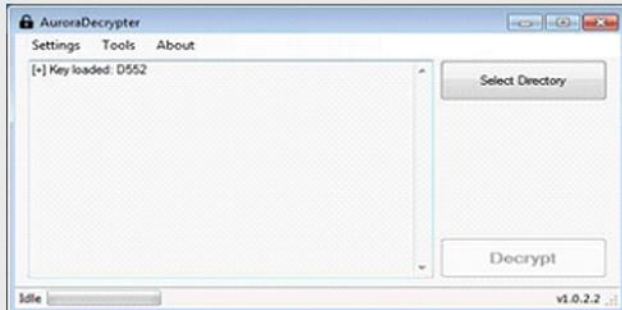 AuroraDecrypter
Settings Tools About
[+] Key loaded: D552
Select Directory
Decrypt
Idle
v1.0.2.2